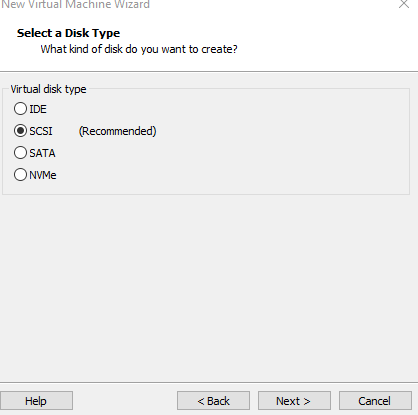 New Virtual Machine Wizard
Select a Disk Type
What kind of disk do you want to create?
Virtual disk type
IDE
SCSI (Recommended)
SATA
NVMe
Help < Back Next > Cancel